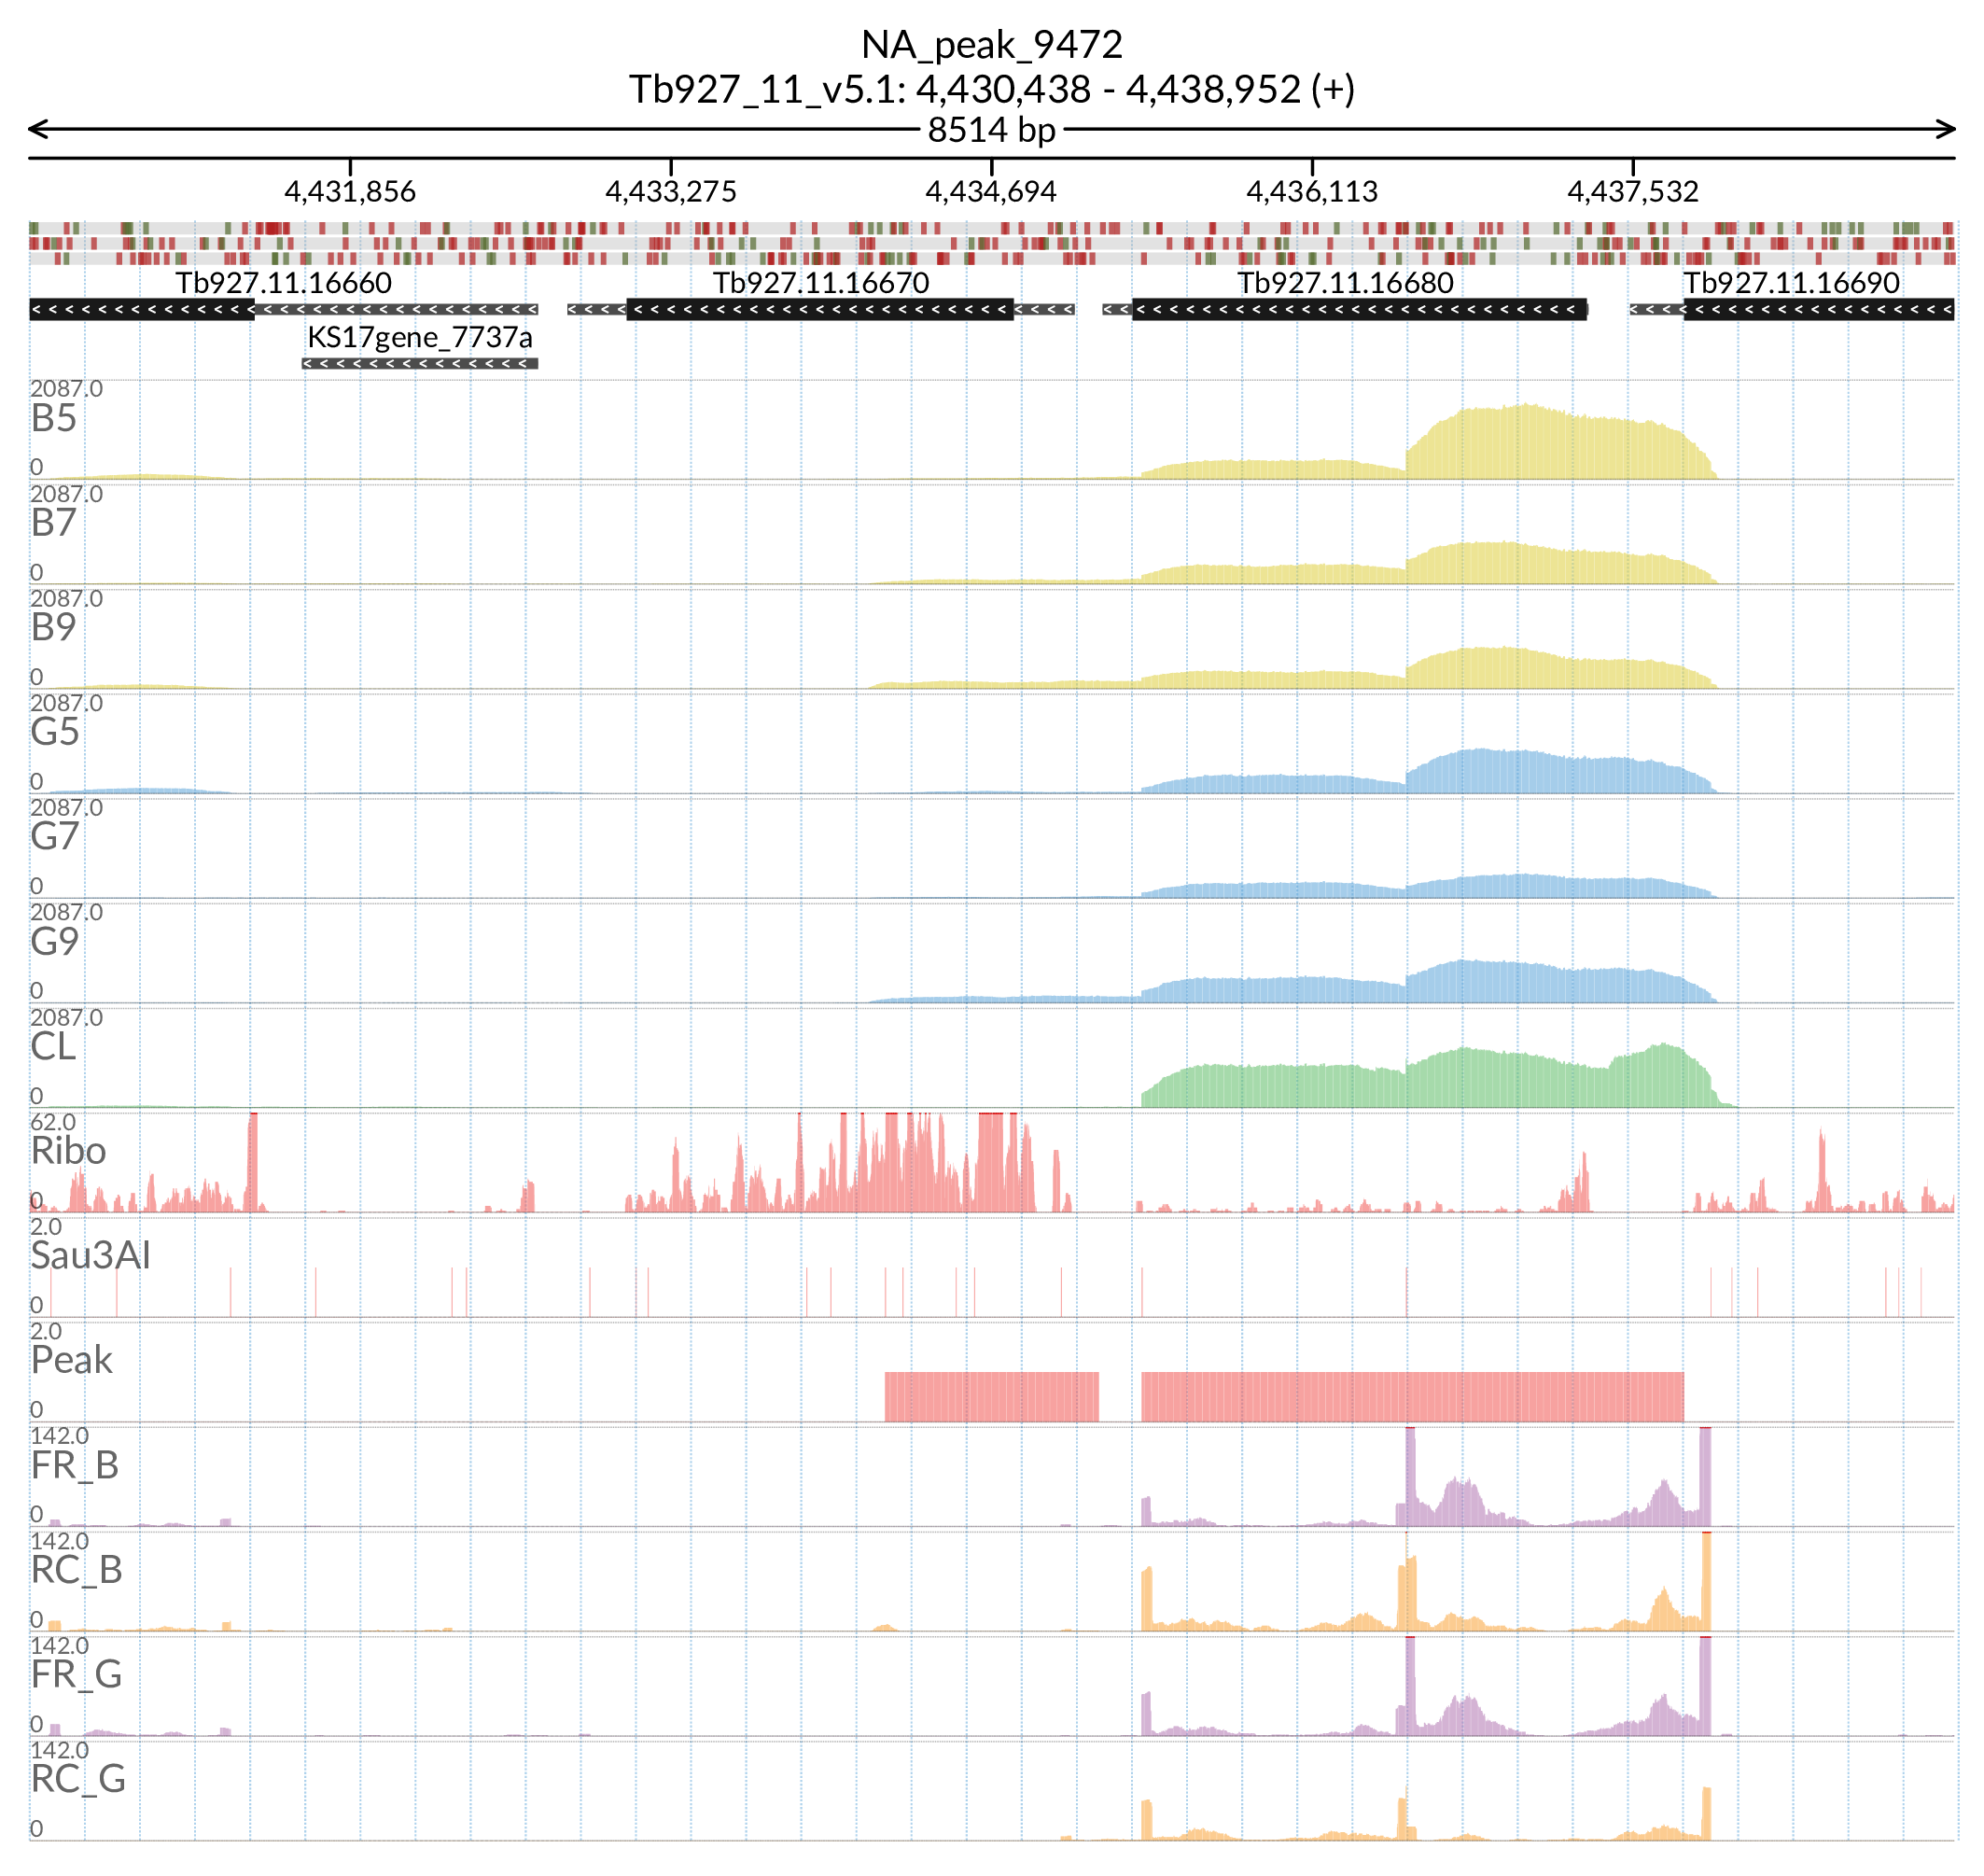 NA_peak_9472
Tb927_11_v5.1: 4,430,438 - 4,438,952 (+)
8514 bp
4,431,856 4,433,275 4,434,694 4,436,113 4,437,532
Tb927.11.16660 Tb927.11.16670 Tb927.11.16680 Tb927.11.16690
KS17gene_7737a
2087.0
B5
0
2087.0
B7
0
2087.0
B9
0
2087.0
G5
0
2087.0
G7
0
2087.0
G9
0
2087.0
CL
0
62.0
Ribo
0
2.0
Sau3AI
0
2.0
Peak
0
142.0
FR_B
0
142.0
RC_B
0
142.0
FR_G
0
142.0
RC_G
0